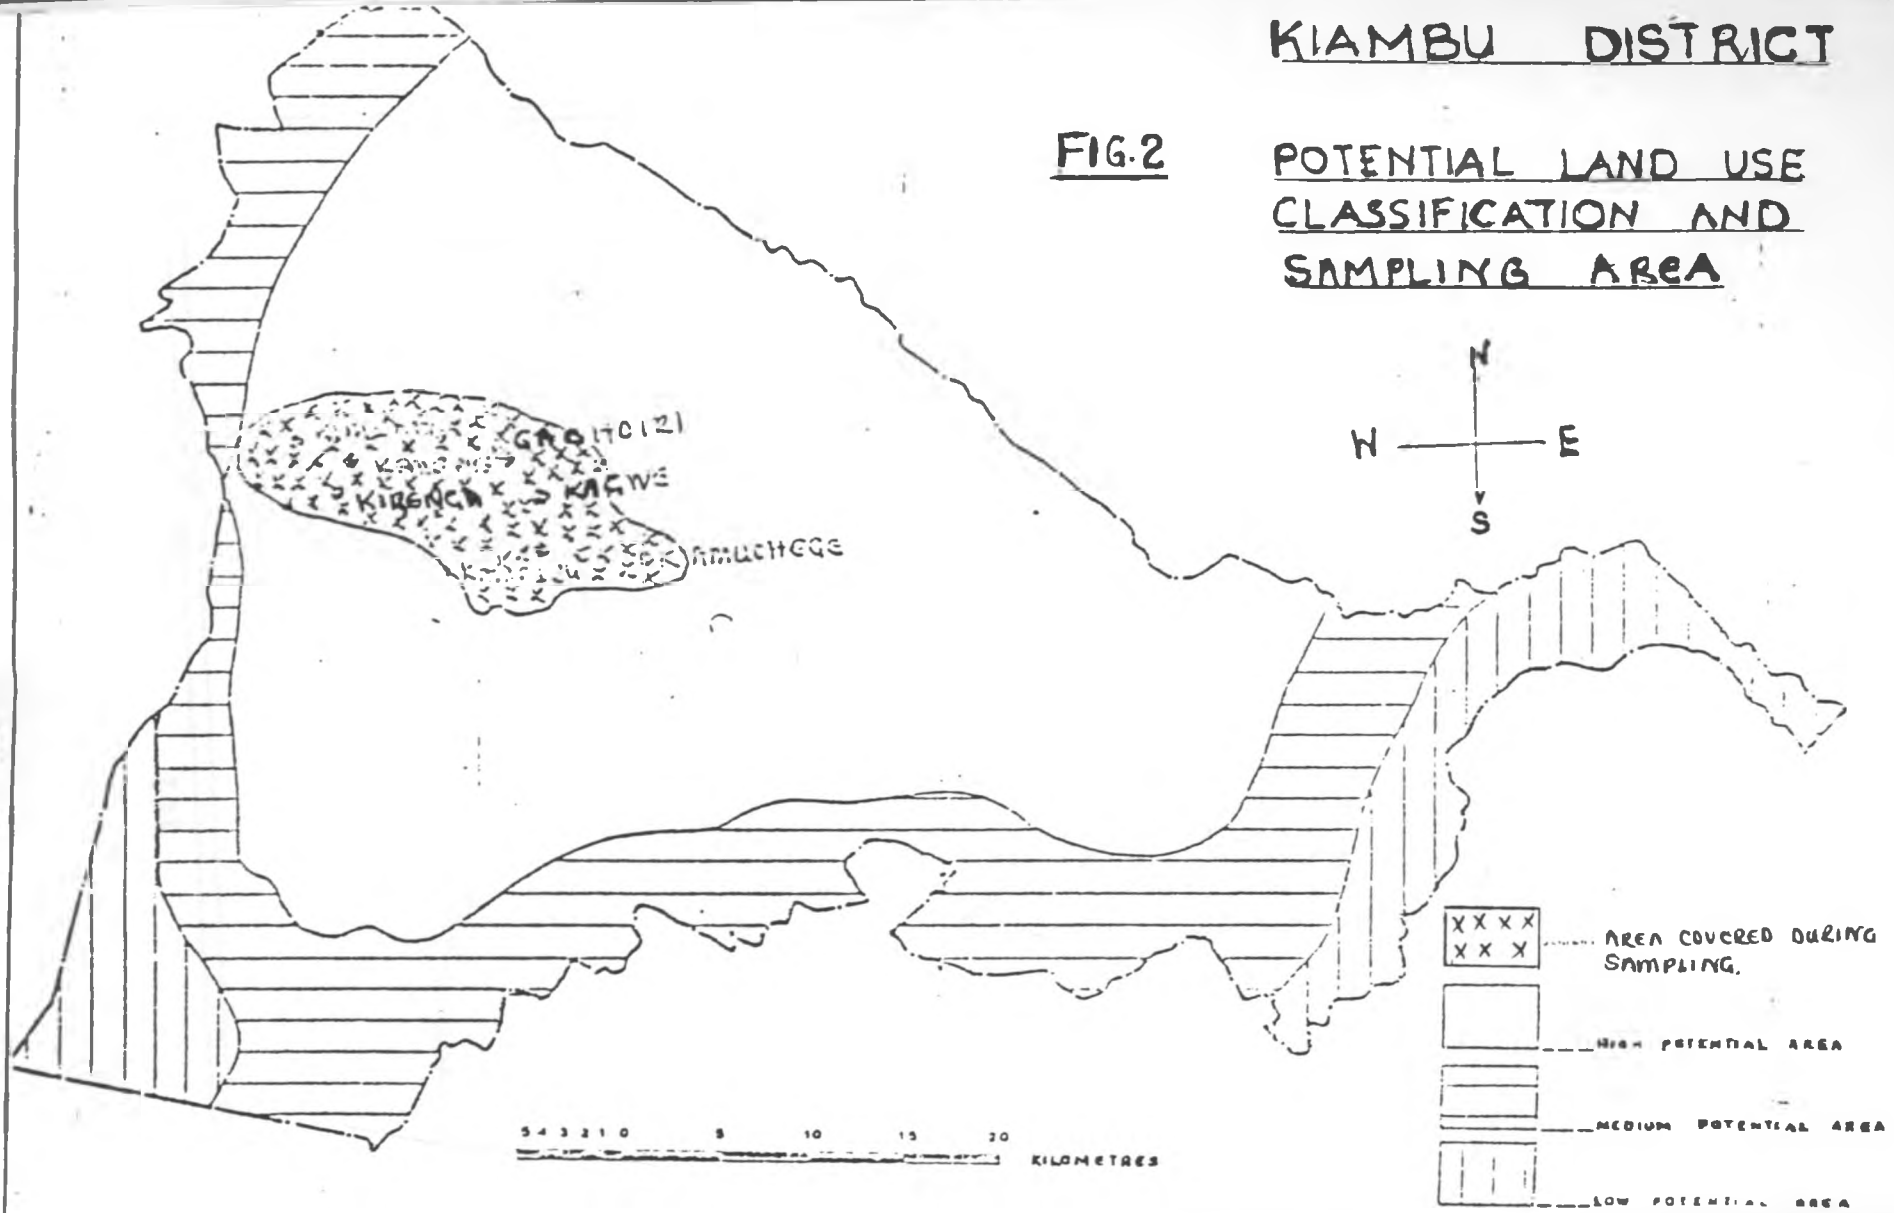 KIAMBU DISTRICT
FIG.2
POTENTIAL LAND USE
CLASSIFICATION AND
SAMPLING AREA
N
W E
S
KAGWE
KIRENGA
AMUCHEGE
AREA COVERED DURING
SAMPLING.
HIGH POTENTIAL AREA
MEDIUM POTENTIAL AREA
LOW POTENTIAL AREA
5 4 3 2 1 0 5 10 15 20
KILOMETRES